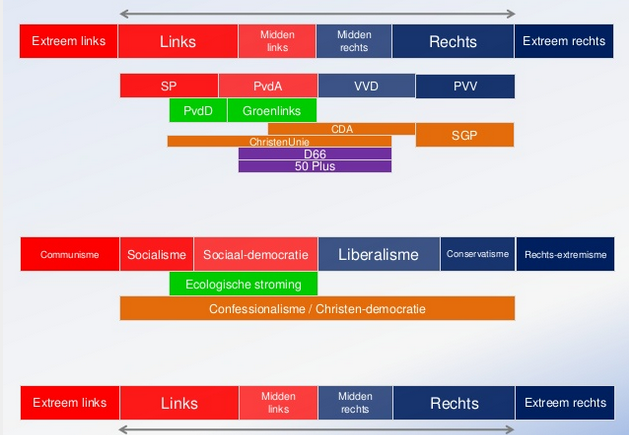 Extreem links
Links
Midden
links
Midden
rechts
Rechts
Extreem rechts
SP
PvdA
VVD
PVV
PvdD
Groenlinks
CDA
SGP
ChristenUnie
D66
50 Plus
Communisme
Socialisme
Sociaal-democratie
Liberalisme
Conservatisme
Rechts-extremisme
Ecologische stroming
Confessionalisme / Christen-democratie
Extreem links
Links
Midden
links
Midden
rechts
Rechts
Extreem rechts